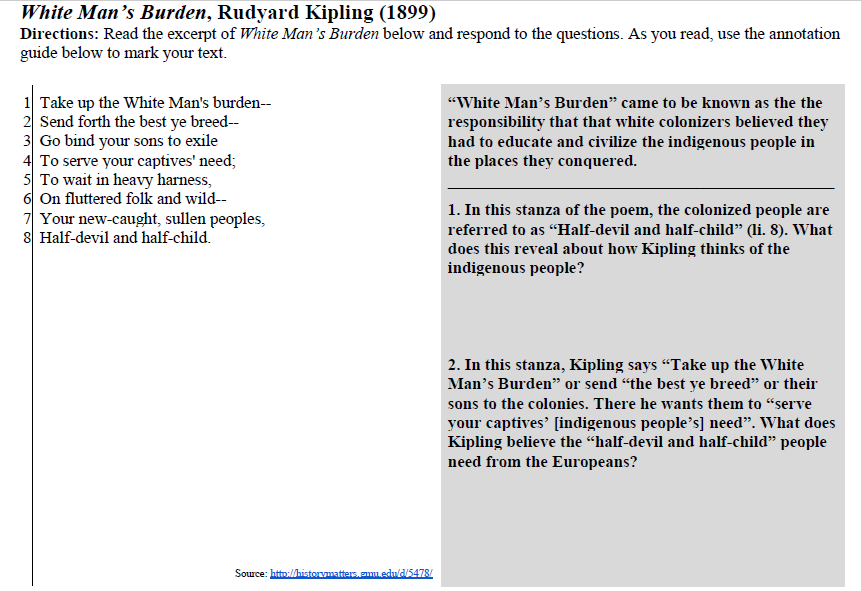 White Man's Burden, Rudyard Kipling (1899)
Directions: Read the excerpt of White Man's Burden below and respond to the questions. As you read, use the annotation
guide below to mark your text.
1 Take up the White Man's burden--
2 Send forth the best ye breed--
3 Go bind your sons to exile
4 To serve your captives' need;
5 To wait in heavy harness,
6 On fluttered folk and wild--
7 Your new-caught, sullen peoples,
8 Half-devil and half-child.
Source: http://historymatters.gmu.edu/d/5478/
“White Man’s Burden” came to be known as the the
responsibility that that white colonizers believed they
had to educate and civilize the indigenous people in
the places they conquered.
1. In this stanza of the poem, the colonized people are
referred to as “Half-devil and half-child” (li. 8). What
does this reveal about how Kipling thinks of the
indigenous people?
2. In this stanza, Kipling says “Take up the White
Man’s Burden” or send “the best ye breed” or their
sons to the colonies. There he wants them to “serve
your captives’ [indigenous people’s] need”. What does
Kipling believe the “half-devil and half-child” people
need from the Europeans?